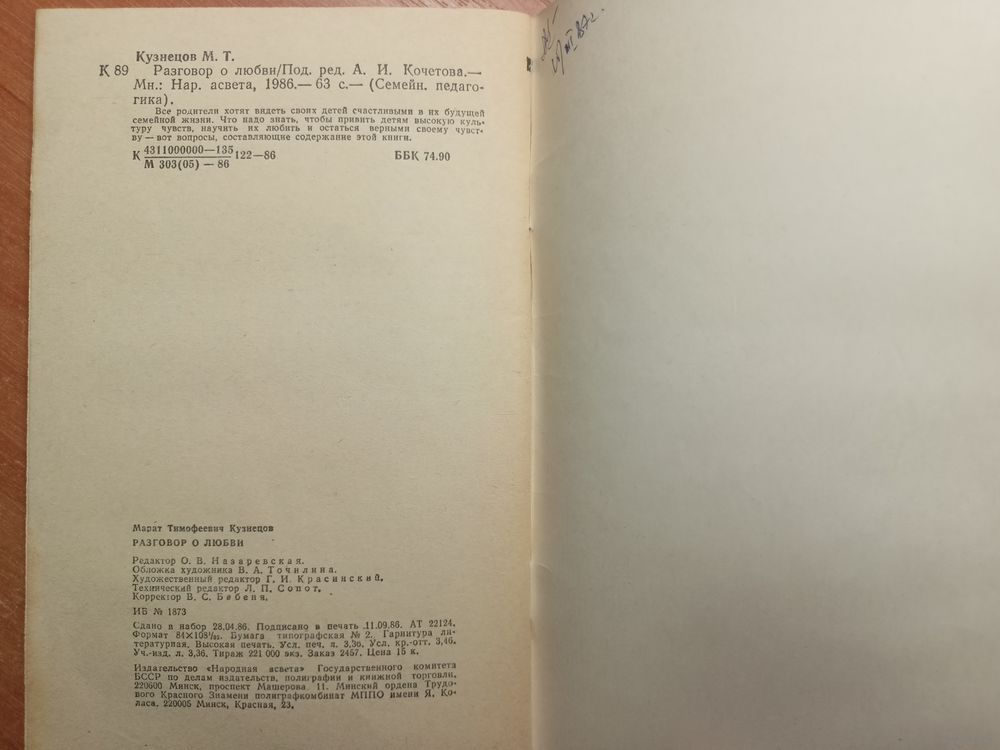 Кузнецов М. Т.
К 89 Разговор о любви/Под. ред. А. И. Кочетова.—
Мн.: Нар. асвета, 1986.— 63 с.— (Семейн. педаго-
гика).
Все родители хотят видеть своих детей счастливыми в их будущей
семейной жизни. Что надо знать, чтобы привить детям высокую куль-
туру чувств, научить их любить и остаться верными своему чувст-
ву — вот вопросы, составляющие содержание этой книги.
К 4311000000—135 122—86 ББК 74.90
М 303(05) — 86
Марат Тимофеевич Кузнецов
РАЗГОВОР О ЛЮБВИ
Редактор О. В. Назаревская.
Обложка художника В. А. Точилина.
Художественный редактор Г. И. Красинский.
Технический редактор Л. П. Сопот.
Корректор В. С. Бабеня.
ИБ № 1873
Сдано в набор 28.04.86. Подписано в печать 11.09.86. АТ 22124.
Формат 84×108¹/₃₂. Бумага типографская № 2. Гарнитура ли-
тературная. Высокая печать. Усл. печ. л. 3,36. Усл. кр.-отт. 3,46.
Уч.-изд. л. 3,36. Тираж 221 000 экз. Заказ 2457. Цена 15 к.
Издательство «Народная асвета» Государственного комитета
БССР по делам издательств, полиграфии и книжной торговли.
220600 Минск, проспект Машерова, 11. Минский ордена Трудо-
вого Красного Знамени полиграфкомбинат МППО имени Я. Ко-
ласа. 220005 Минск, Красная, 23.